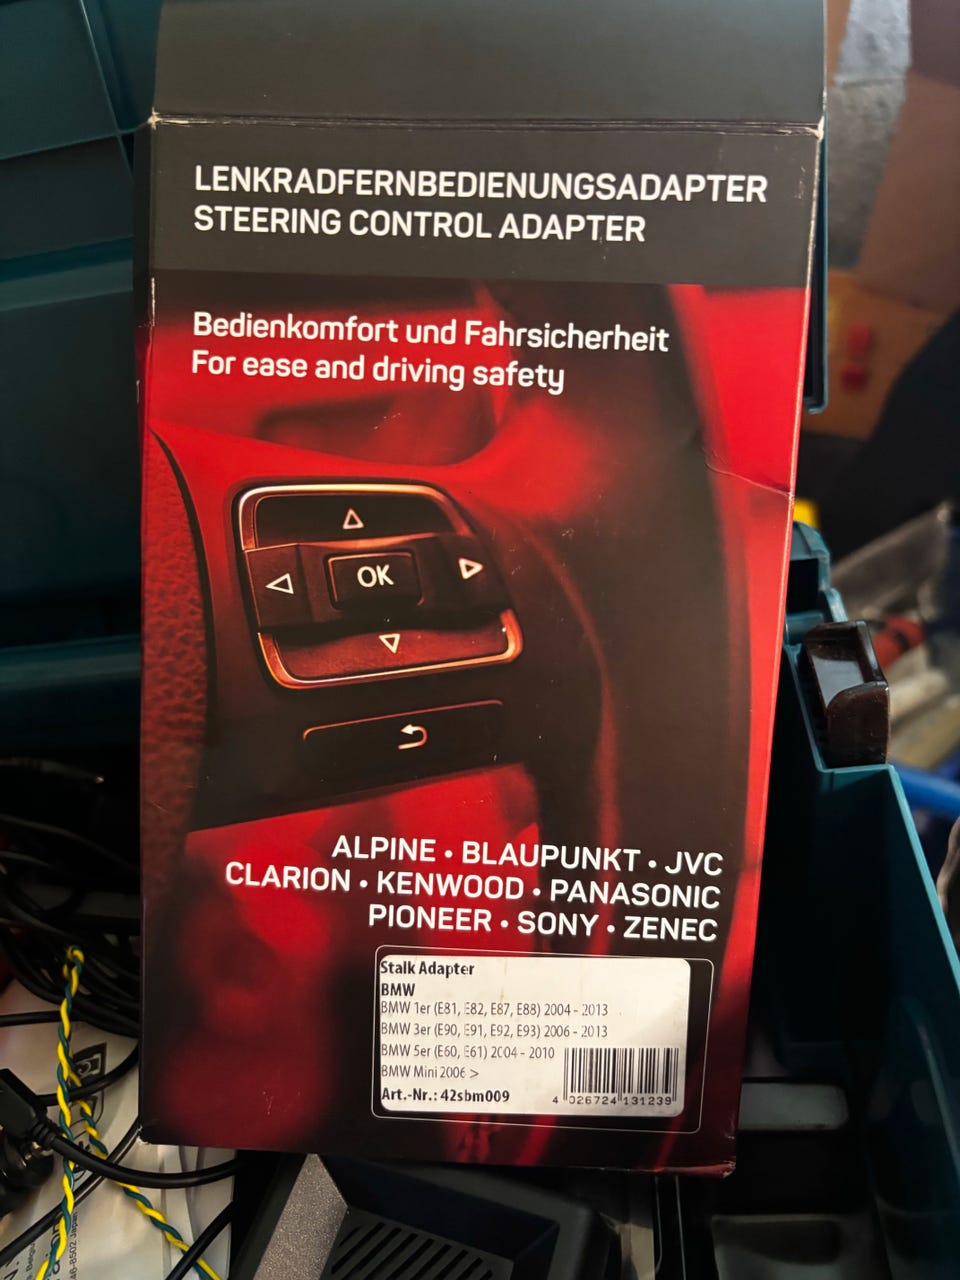 LENKRADFERNBEDIENUNGSADAPTER
STEERING CONTROL ADAPTER
Bedienkomfort und Fahrsicherheit
For ease and driving safety
OK
ALPINE • BLAUPUNKT • JVC
CLARION • KENWOOD • PANASONIC
PIONEER • SONY • ZENEC
Stalk Adapter
BMW
BMW 1er (E81, E82, E87, E88) 2004 - 2013
BMW 3er (E90, E91, E92, E93) 2006 - 2013
BMW 5er (E60, E61) 2004 - 2010
BMW Mini 2006 >
Art.-Nr.: 42sbm009
4 026724 131239